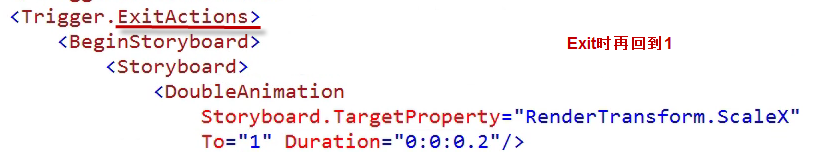 <Trigger.ExitActions>
<BeginStoryboard>
Exit时再回到1
<Storyboard>
<DoubleAnimation
Storyboard.TargetProperty="RenderTransform.ScaleX"
To="1" Duration="0:0:0.2"/>